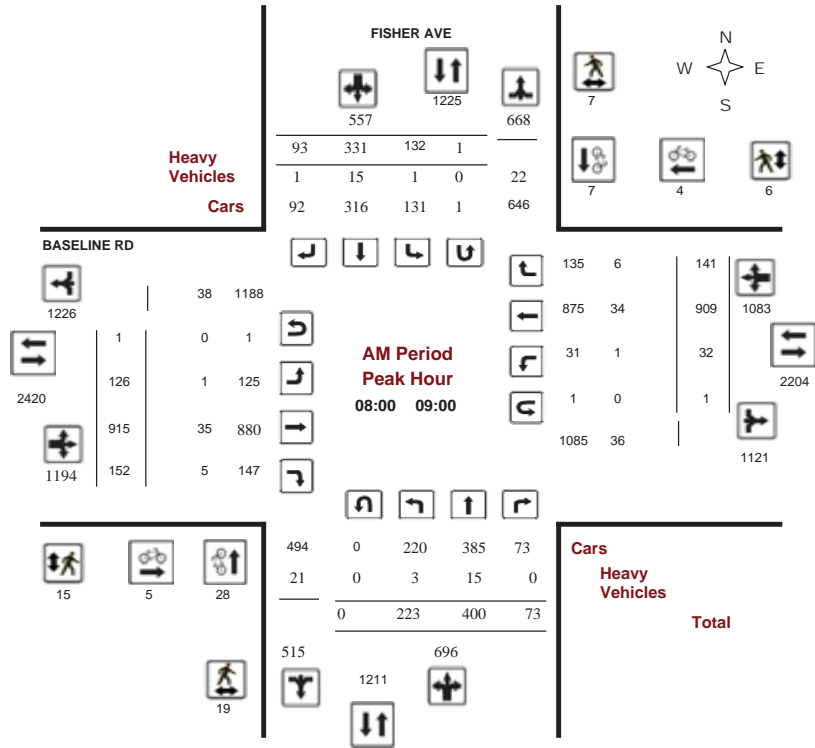 FISHER AVE
N
W E
S
1225
557 668
7
93 331 132 1
Heavy
Vehicles
1 15 1 0 22
Cars
92 316 131 1 646
7 4 6
BASELINE RD
1226
38 1188
135 6 141
1083
875 34 909
1 0 1
AM Period
Peak Hour
08:00 09:00
31 1 32
2204
2420
126 1 125
1 0 1
915 35 880
1085 36
1121
1194
152 5 147
494 0 220 385 73
Cars
21 0 3 15 0
Heavy
Vehicles
15 5 28
0 223 400 73
Total
515 1211 696
19